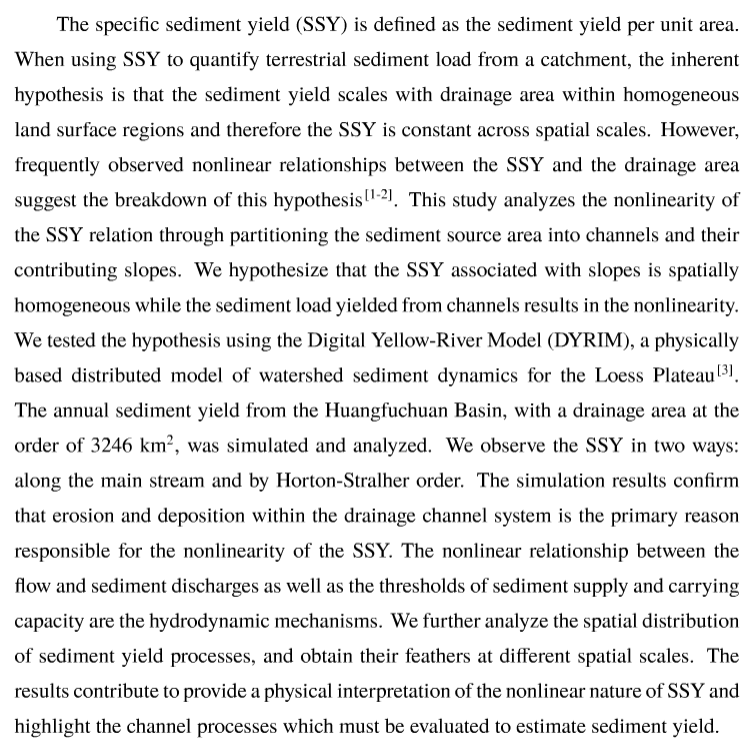 The specific sediment yield (SSY) is defined as the sediment yield per unit area.
When using SSY to quantify terrestrial sediment load from a catchment, the inherent
hypothesis is that the sediment yield scales with drainage area within homogeneous
land surface regions and therefore the SSY is constant across spatial scales. However,
frequently observed nonlinear relationships between the SSY and the drainage area
suggest the breakdown of this hypothesis[1-2]. This study analyzes the nonlinearity of
the SSY relation through partitioning the sediment source area into channels and their
contributing slopes. We hypothesize that the SSY associated with slopes is spatially
homogeneous while the sediment load yielded from channels results in the nonlinearity.
We tested the hypothesis using the Digital Yellow-River Model (DYRIM), a physically
based distributed model of watershed sediment dynamics for the Loess Plateau[3].
The annual sediment yield from the Huangfuchuan Basin, with a drainage area at the
order of 3246 km², was simulated and analyzed. We observe the SSY in two ways:
along the main stream and by Horton-Stralher order. The simulation results confirm
that erosion and deposition within the drainage channel system is the primary reason
responsible for the nonlinearity of the SSY. The nonlinear relationship between the
flow and sediment discharges as well as the thresholds of sediment supply and carrying
capacity are the hydrodynamic mechanisms. We further analyze the spatial distribution
of sediment yield processes, and obtain their feathers at different spatial scales. The
results contribute to provide a physical interpretation of the nonlinear nature of SSY and
highlight the channel processes which must be evaluated to estimate sediment yield.